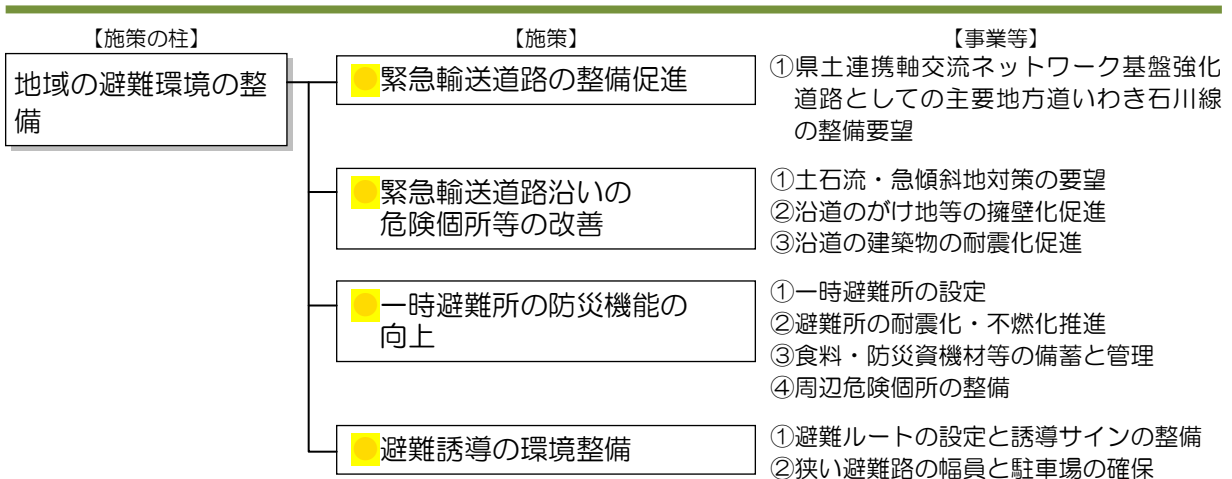 【施策の柱】
【施策】
【事業等】
地域の避難環境の整
備
緊急輸送道路の整備促進
①県土連携軸交流ネットワーク基盤強化
道路としての主要地方道いわき石川線
の整備要望
緊急輸送道路沿いの
危険個所等の改善
①土石流・急傾斜地対策の要望
②沿道のがけ地等の擁壁化促進
③沿道の建築物の耐震化促進
一時避難所の防災機能の
向上
①一時避難所の設定
②避難所の耐震化・不燃化推進
③食料・防災資機材等の備蓄と管理
④周辺危険個所の整備
避難誘導の環境整備
①避難ルートの設定と誘導サインの整備
②狭い避難路の幅員と駐車場の確保